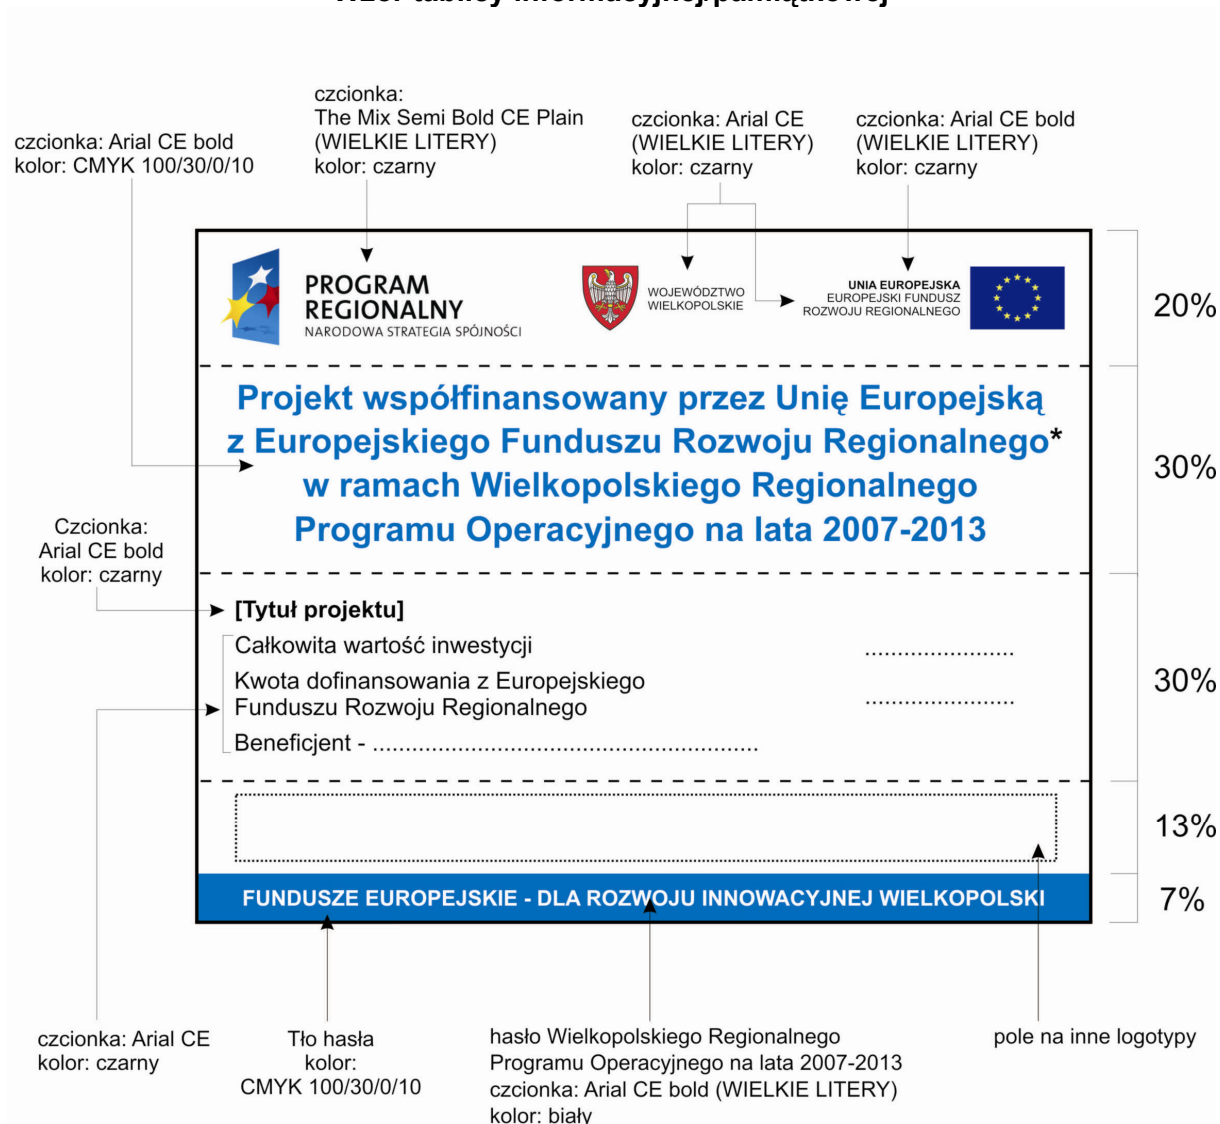 Wzór tablicy informacyjnej/pamiątkowej
czcionka:
The Mix Semi Bold CE Plain
(WIELKIE LITERY)
kolor: czarny
czcionka: Arial CE
(WIELKIE LITERY)
kolor: czarny
czcionka: Arial CE bold
(WIELKIE LITERY)
kolor: czarny
czcionka: Arial CE bold
kolor: CMYK 100/30/0/10
PROGRAM
REGIONALNY
NARODOWA STRATEGIA SPÓJNOŚCI
WOJEWÓDZTWO
WIELKOPOLSKIE
UNIA EUROPEJSKA
EUROPEJSKI FUNDUSZ
ROZWOJU REGIONALNEGO
20%
Projekt współfinansowany przez Unię Europejską
z Europejskiego Funduszu Rozwoju Regionalnego*
w ramach Wielkopolskiego Regionalnego
Programu Operacyjnego na lata 2007-2013
30%
Czcionka:
Arial CE bold
kolor: czarny
[Tytuł projektu]
Całkowita wartość inwestycji .......................
Kwota dofinansowania z Europejskiego
Funduszu Rozwoju Regionalnego .......................
Beneficjent - ...........................................................
30%
13%
FUNDUSZE EUROPEJSKIE - DLA ROZWOJU INNOWACYJNEJ WIELKOPOLSKI
7%
czcionka: Arial CE
kolor: czarny
Tło hasła
kolor:
CMYK 100/30/0/10
hasło Wielkopolskiego Regionalnego
Programu Operacyjnego na lata 2007-2013
czcionka: Arial CE bold (WIELKIE LITERY)
kolor: biały
pole na inne logotypy